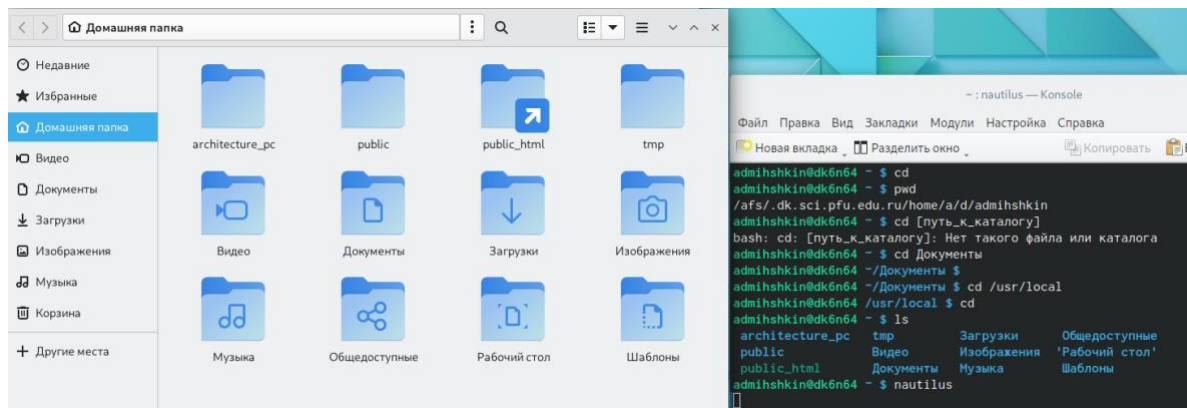 Домашняя папка
Недавние
Избранные
Домашняя папка
Видео
Документы
Загрузки
Изображения
Музыка
Корзина
Другие места
architecture_pc public public_html tmp
Видео Документы Загрузки Изображения
Музыка Общедоступные Рабочий стол Шаблоны
~ : nautilus — Konsole
Файл Правка Вид Закладки Модули Настройка Справка
Новая вкладка Разделить окно Копировать
admihshkin@dk6n64 ~ $ cd
admihshkin@dk6n64 ~ $ pwd
/afs/.dk.sci.pfu.edu.ru/home/a/d/admihshkin
admihshkin@dk6n64 ~ $ cd [путь_к_каталогу]
bash: cd: [путь_к_каталогу]: Нет такого файла или каталога
admihshkin@dk6n64 ~ $ cd Документы
admihshkin@dk6n64 ~/Документы $
admihshkin@dk6n64 ~/Документы $ cd /usr/local
admihshkin@dk6n64 /usr/local $ cd
admihshkin@dk6n64 ~ $ ls
architecture_pc tmp Загрузки Общедоступные
public Видео Изображения 'Рабочий стол'
public_html Документы Музыка Шаблоны
admihshkin@dk6n64 ~ $ nautilus